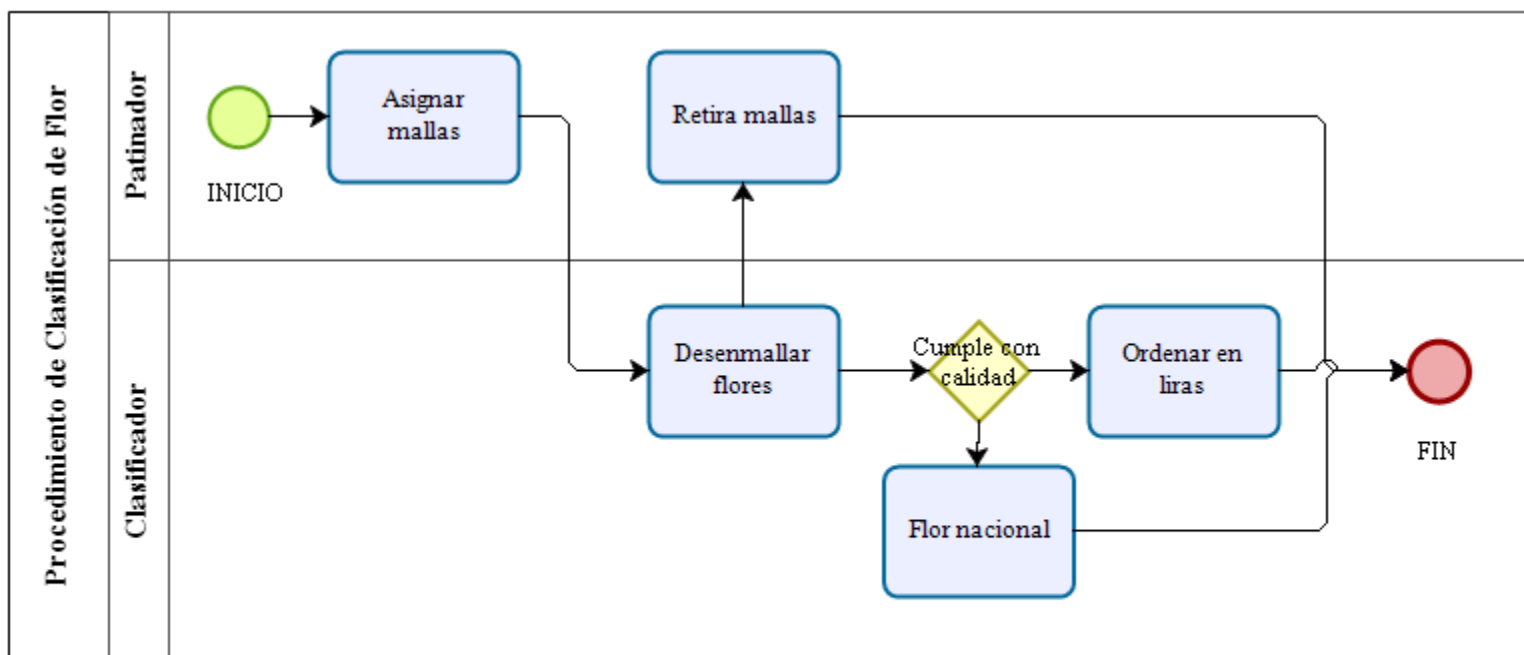 Procedimiento de Clasificación de Flor
Patinador
INICIO
Asignar
mallas
Retira mallas
Clasificador
Desenmallar
flores
Cumple con
calidad
Ordenar en
liras
FIN
Flor nacional